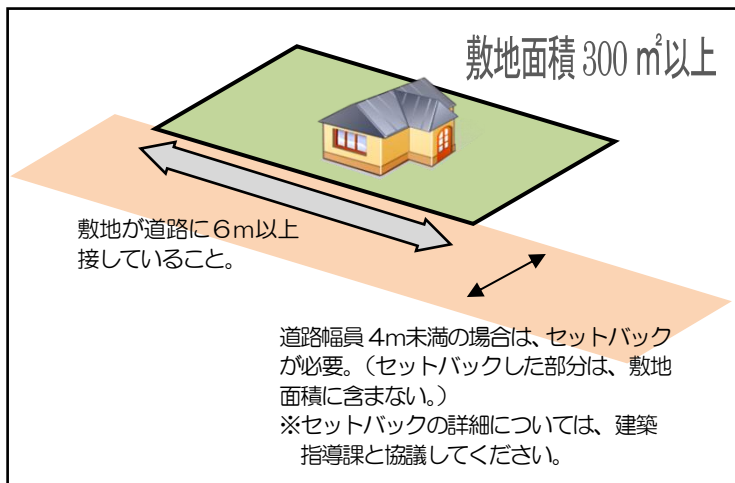 敷地面積 300 ㎡以上
敷地が道路に６ｍ以上
接していること。
道路幅員 4ｍ未満の場合は、セットバック
が必要。（セットバックした部分は、敷地
面積に含まない。）
※セットバックの詳細については、建築
指導課と協議してください。